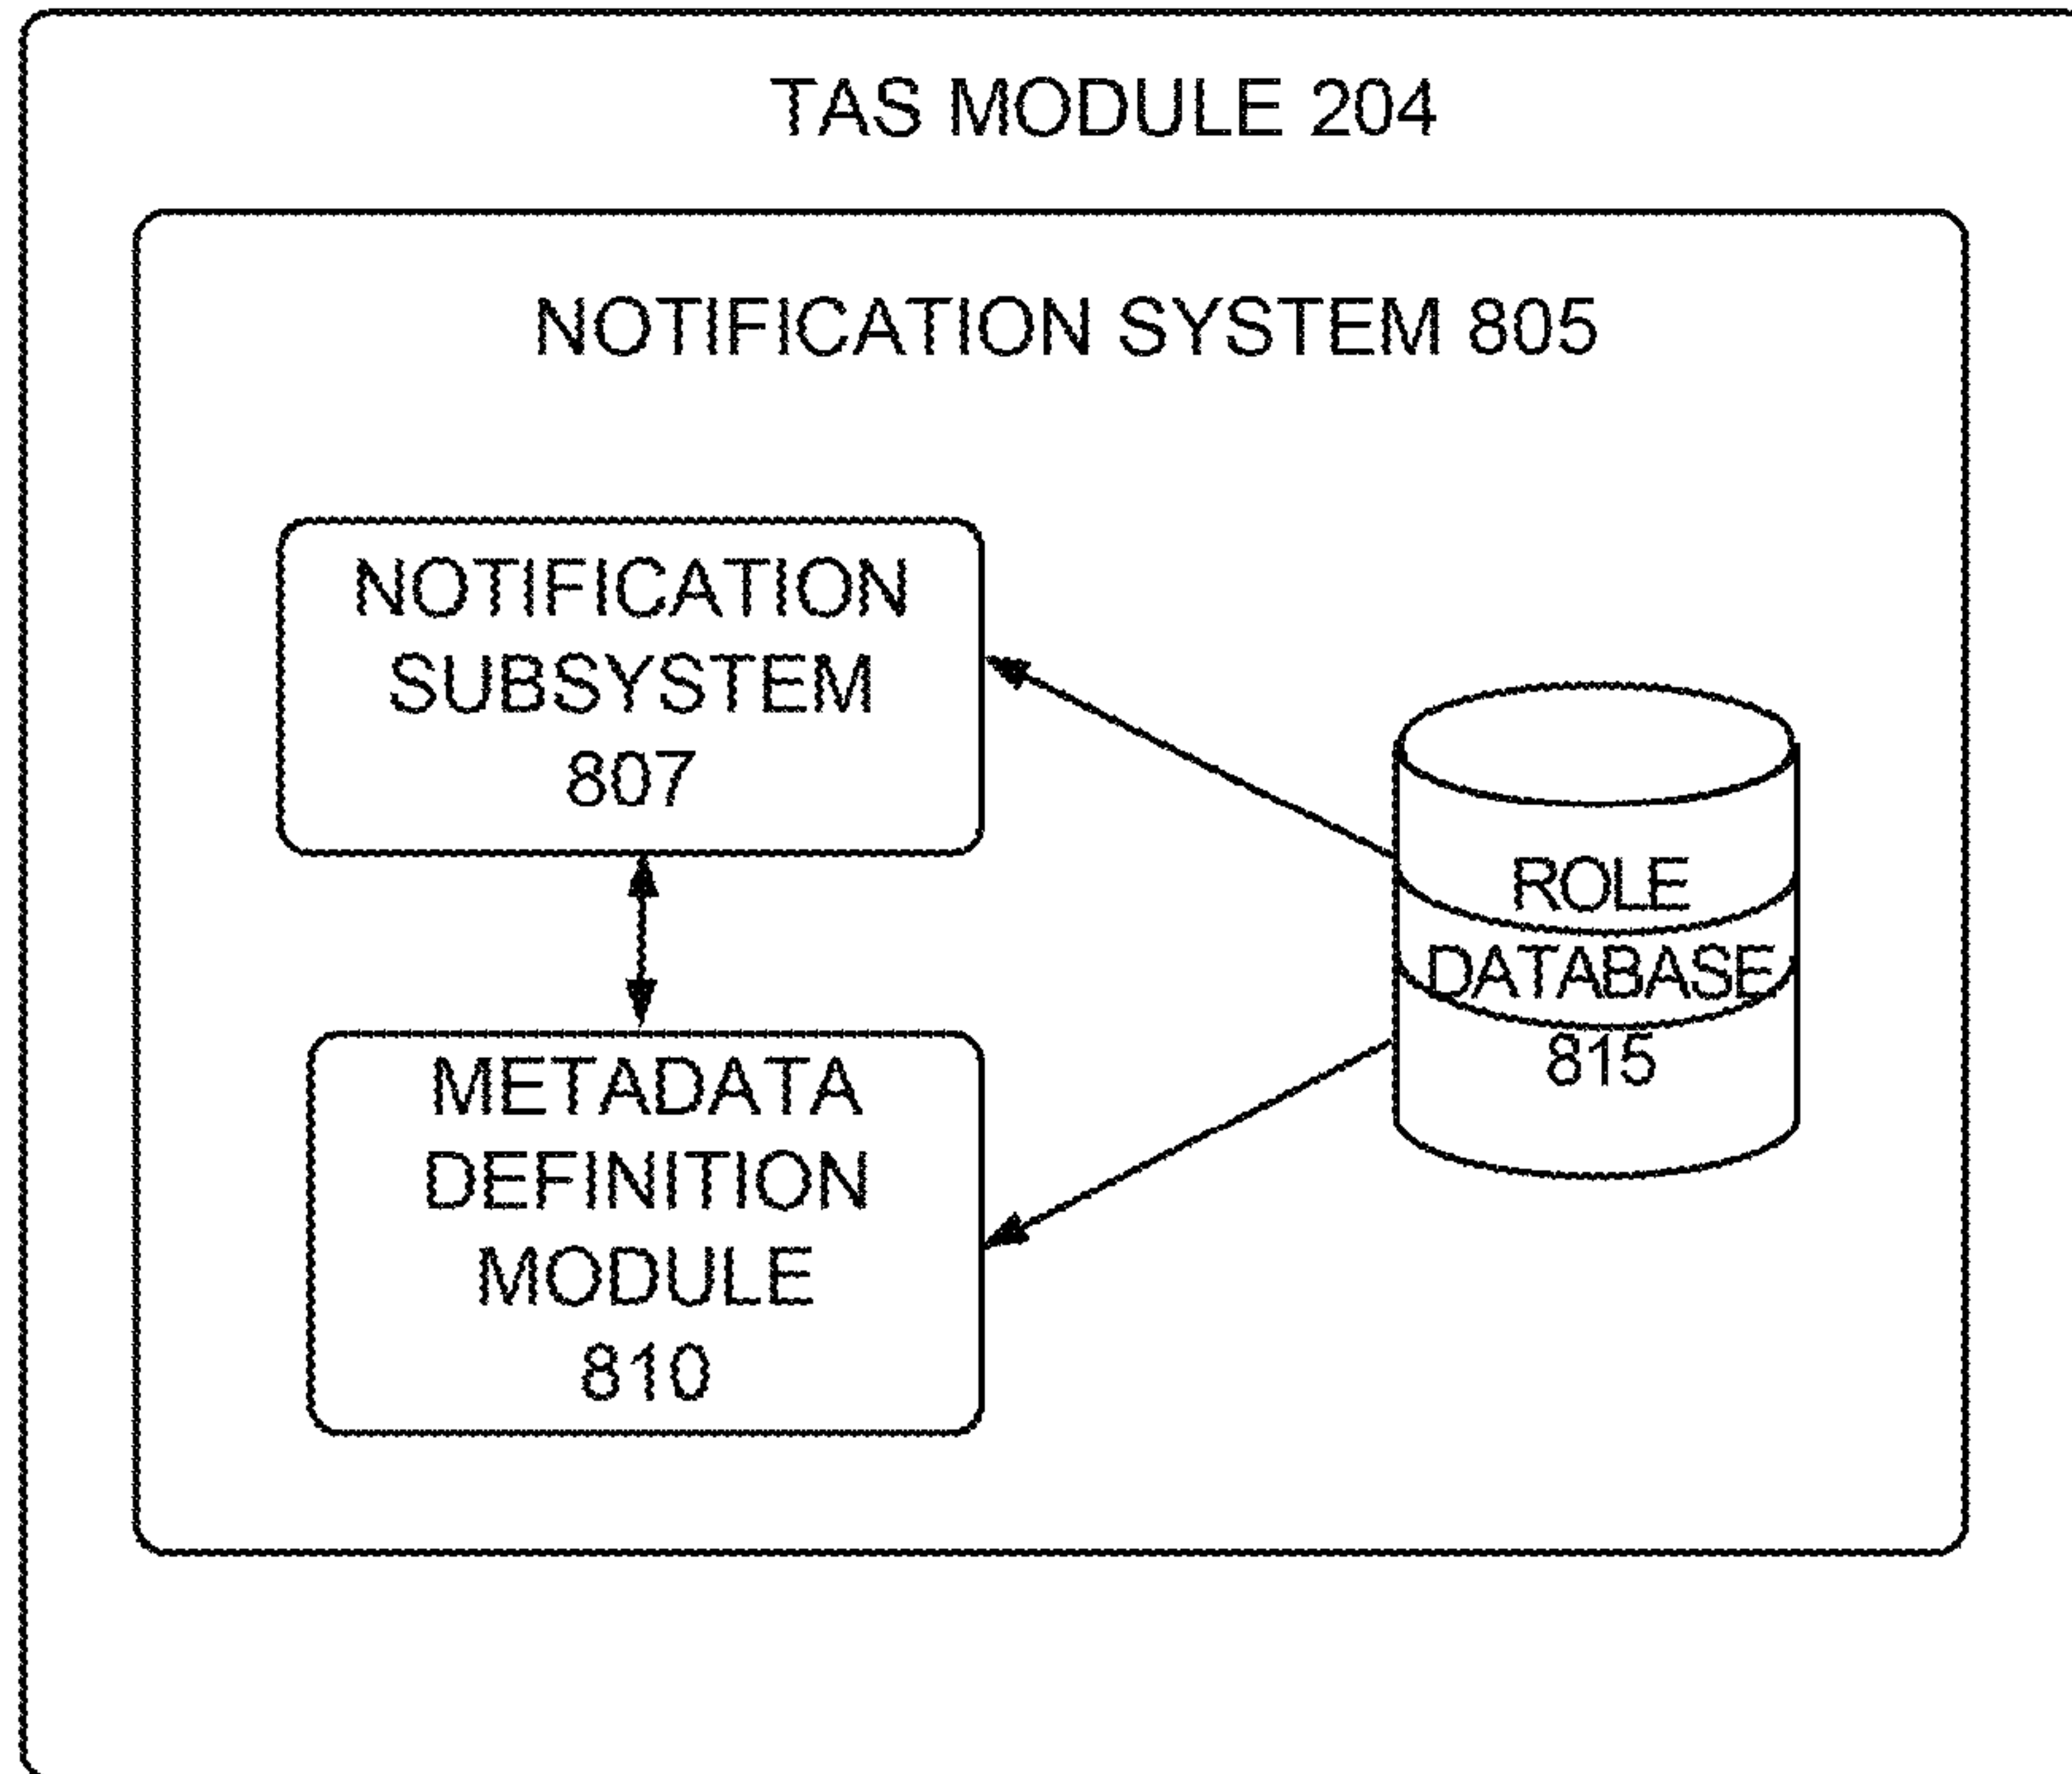 TAS MODULE 204
NOTIFICATION SYSTEM 805
NOTIFICATION
SUBSYSTEM
807
METADATA
DEFINITION
MODULE
810
ROLE
DATABASE
815